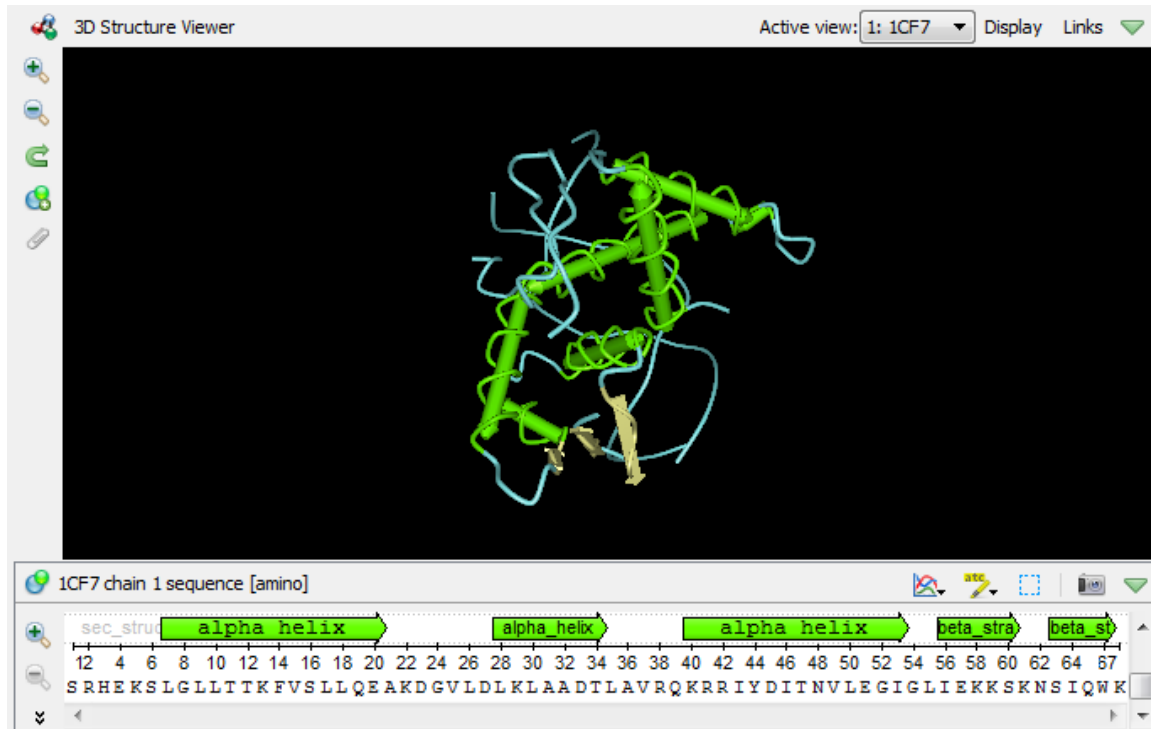 3D Structure Viewer Active view: 1: 1CF7 Display Links
1CF7 chain 1 sequence [amino]
atc
sec_struc alpha helix alpha_helix alpha helix beta_stra beta_st
12 4 6 8 10 12 14 16 18 20 22 24 26 28 30 32 34 36 38 40 42 44 46 48 50 52 54 56 58 60 62 64 67
SRHEKSLGLLTTKFVSLLQEAKDGVLDLKLAADTLAVRQKRRIYDITNVLEGIGLIEKKSKNSIQWK